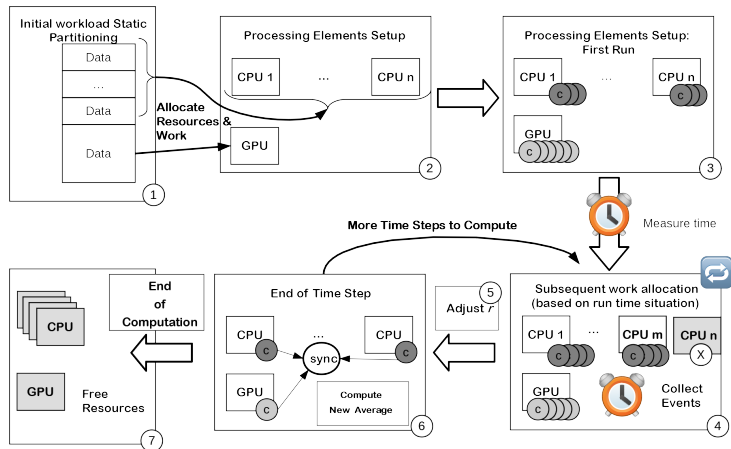 Initial workload Static
Partitioning
Data
...
Data
Data
Allocate
Resources &
Work
1
Processing Elements Setup
CPU 1
...
CPU n
GPU
2
Processing Elements Setup:
First Run
CPU 1
...
CPU n
c
c
GPU
c
3
Measure time
More Time Steps to Compute
Subsequent work allocation
(based on run time situation)
CPU 1
...
CPU m
CPU n
c
c
X
GPU
c
Collect
Events
4
5
Adjust r
End of Time Step
CPU
...
CPU
c
c
sync
GPU
c
Compute
New Average
6
End
of
Computation
CPU
GPU
Free
Resources
7